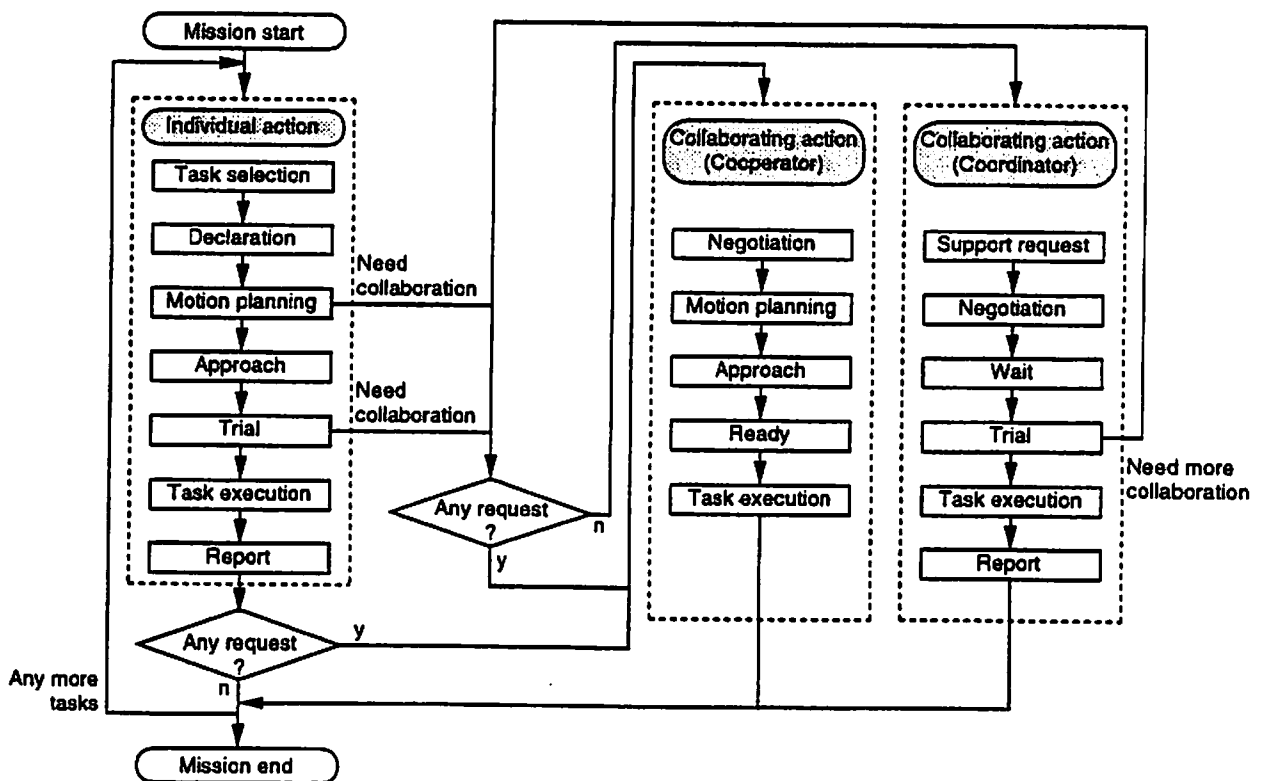 Mission start
Individual action
Task selection
Declaration
Motion planning
Approach
Trial
Task execution
Report
Any request
?
y
n
Any more
tasks
Mission end
Need
collaboration
Need
collaboration
Any request
?
n
y
Collaborating action
(Cooperator)
Negotiation
Motion planning
Approach
Ready
Task execution
Collaborating action
(Coordinator)
Support request
Negotiation
Wait
Trial
Task execution
Report
Need more
collaboration